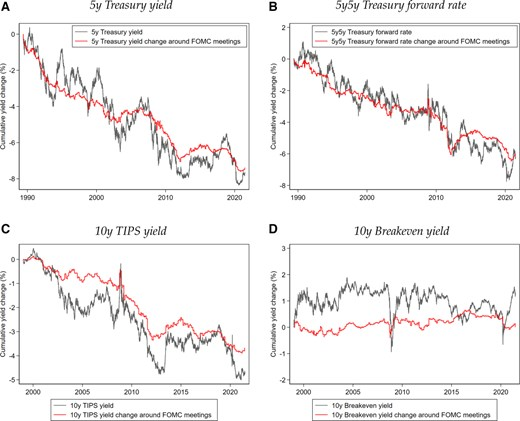 A
5y Treasury yield
5y Treasury yield
5y Treasury yield change around FOMC meetings
Cumulative yield change (%)
0
-2
-4
-6
-8
1990
2000
2010
2020
B
5y5y Treasury forward rate
5y5y Treasury forward rate
5y5y Treasury forward rate change around FOMC meetings
Cumulative yield change (%)
2
0
-2
-4
-6
-8
1990
2000
2010
2020
C
10y TIPS yield
Cumulative yield change (%)
1
0
-1
-2
-3
-4
-5
2000
2005
2010
2015
2020
10y TIPS yield
10y TIPS yield change around FOMC meetings
D
10y Breakeven yield
Cumulative yield change (%)
3
2
1
0
-1
-2
2000
2005
2010
2015
2020
10y Breakeven yield
10y Breakeven yield change around FOMC meetings